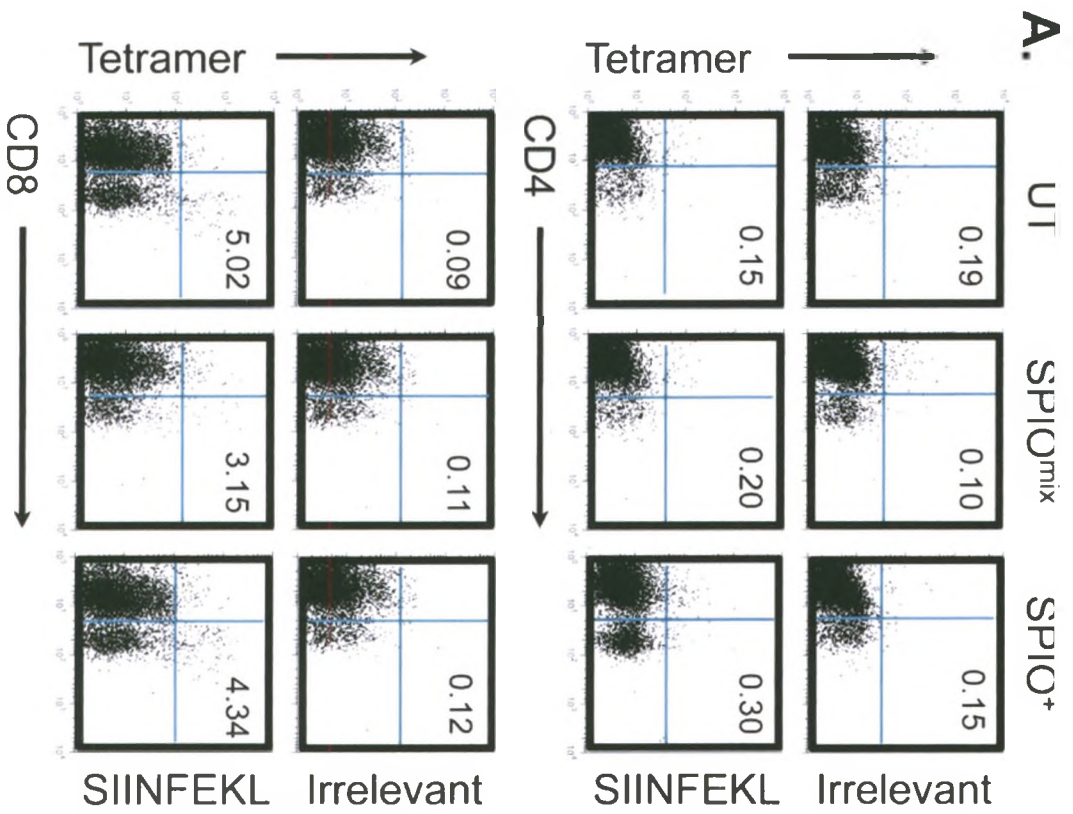 A.
UT SPIOmix SPIO+
Tetramer
0.19 0.10 0.15 Irrelevant
0.15 0.20 0.30 SIINFEKL
CD4
Tetramer
0.09 0.11 0.12 Irrelevant
5.02 3.15 4.34 SIINFEKL
CD8